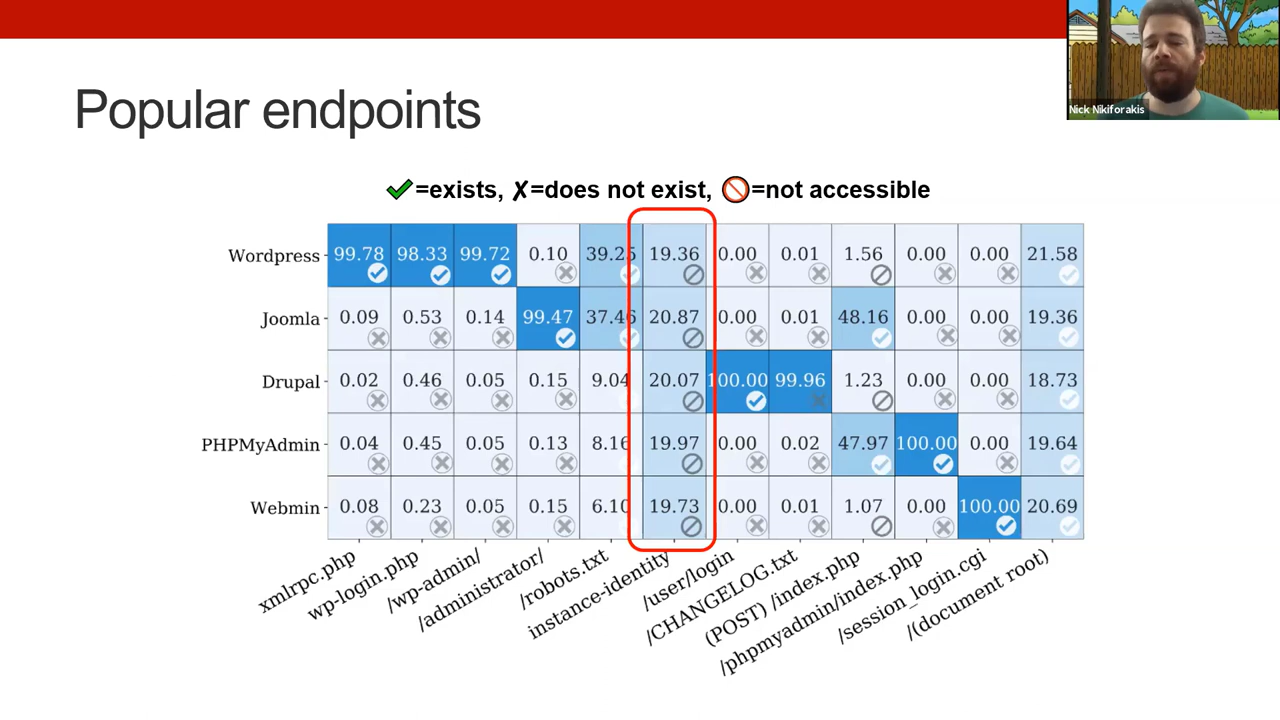 Nick Nikiforakis
Popular endpoints
=exists, ✗=does not exist, =not accessible
Wordpress 99.78 98.33 99.72 0.10 39.25 19.36 0.00 0.01 1.56 0.00 0.00 21.58
Joomla 0.09 0.53 0.14 99.47 37.46 20.87 0.00 0.01 48.16 0.00 0.00 19.36
Drupal 0.02 0.46 0.05 0.15 9.04 20.07 100.00 99.96 1.23 0.00 0.00 18.73
PHPMyAdmin 0.04 0.45 0.05 0.13 8.16 19.97 0.00 0.02 47.97 100.00 0.00 19.64
Webmin 0.08 0.23 0.05 0.15 6.10 19.73 0.00 0.01 1.07 0.00 100.00 20.69
xmlrpc.php
wp-login.php
/wp-admin/
/administrator/
/robots.txt
instance-identity
/user/login
/CHANGELOG.txt
(POST) /index.php
/phpmyadmin/index.php
/session_login.cgi
/(document root)